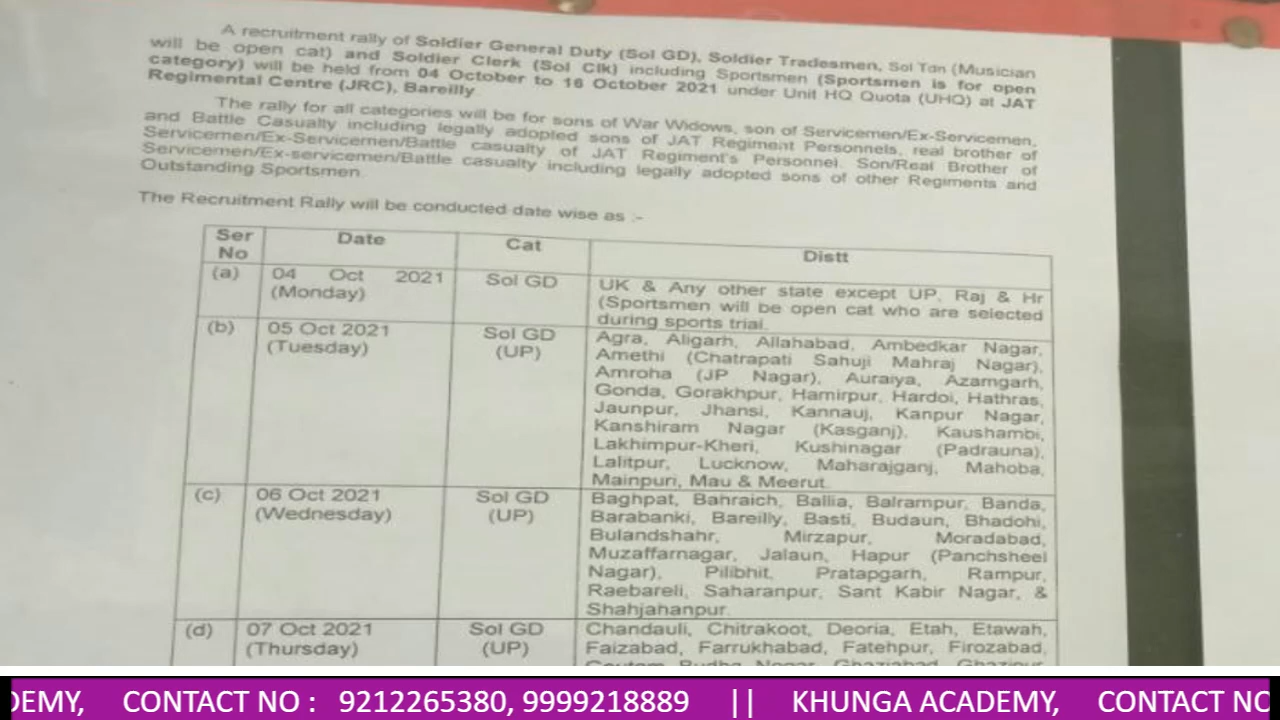 A recruitment rally of Soldier General Duty (Sol GD), Soldier Tradesmen, Sol Tdn (Musician
will be open cat) and Soldier Clerk (Sol Clk) including Sportsmen (Sportsmen is for open
category) will be held from 04 October to 16 October 2021 under Unit HQ Quota (UHQ) at JAT
Regimental Centre (JRC), Bareilly
The rally for all categories will be for sons of War Widows, son of Servicemen/Ex-Servicemen,
and Battle Casualty including legally adopted sons of JAT Regiment Personnels, real brother of
Servicemen/Ex-Servicemen/Battle casualty of JAT Regiment's Personnel. Son/Real Brother of
Servicemen/Ex-servicemen/Battle casualty including legally adopted sons of other Regiments and
Outstanding Sportsmen.
The Recruitment Rally will be conducted date wise as :-
Ser No Date Cat Distt
(a) 04 Oct 2021 (Monday) Sol GD UK & Any other state except UP, Raj & Hr
(Sportsmen will be open cat who are selected
during sports trial.
(b) 05 Oct 2021 (Tuesday) Sol GD (UP) Agra, Aligarh, Allahabad, Ambedkar Nagar,
Amethi (Chatrapati Sahuji Mahraj Nagar),
Amroha (JP Nagar), Auraiya, Azamgarh,
Gonda, Gorakhpur, Hamirpur, Hardoi, Hathras,
Jaunpur, Jhansi, Kannauj, Kanpur Nagar,
Kanshiram Nagar (Kasganj), Kaushambi,
Lakhimpur-Kheri, Kushinagar (Padrauna),
Lalitpur, Lucknow, Maharajganj, Mahoba,
Mainpuri, Mau & Meerut.
(c) 06 Oct 2021 (Wednesday) Sol GD (UP) Baghpat, Bahraich, Ballia, Balrampur, Banda,
Barabanki, Bareilly, Basti, Budaun, Bhadohi,
Bulandshahr, Mirzapur, Moradabad,
Muzaffarnagar, Jalaun, Hapur (Panchsheel
Nagar), Pilibhit, Pratapgarh, Rampur,
Raebareli, Saharanpur, Sant Kabir Nagar, &
Shahjahanpur.
(d) 07 Oct 2021 (Thursday) Sol GD (UP) Chandauli, Chitrakoot, Deoria, Etah, Etawah,
Faizabad, Farrukhabad, Fatehpur, Firozabad,
DEMY, CONTACT NO : 9212265380, 9999218889 || KHUNGA ACADEMY, CONTACT NO